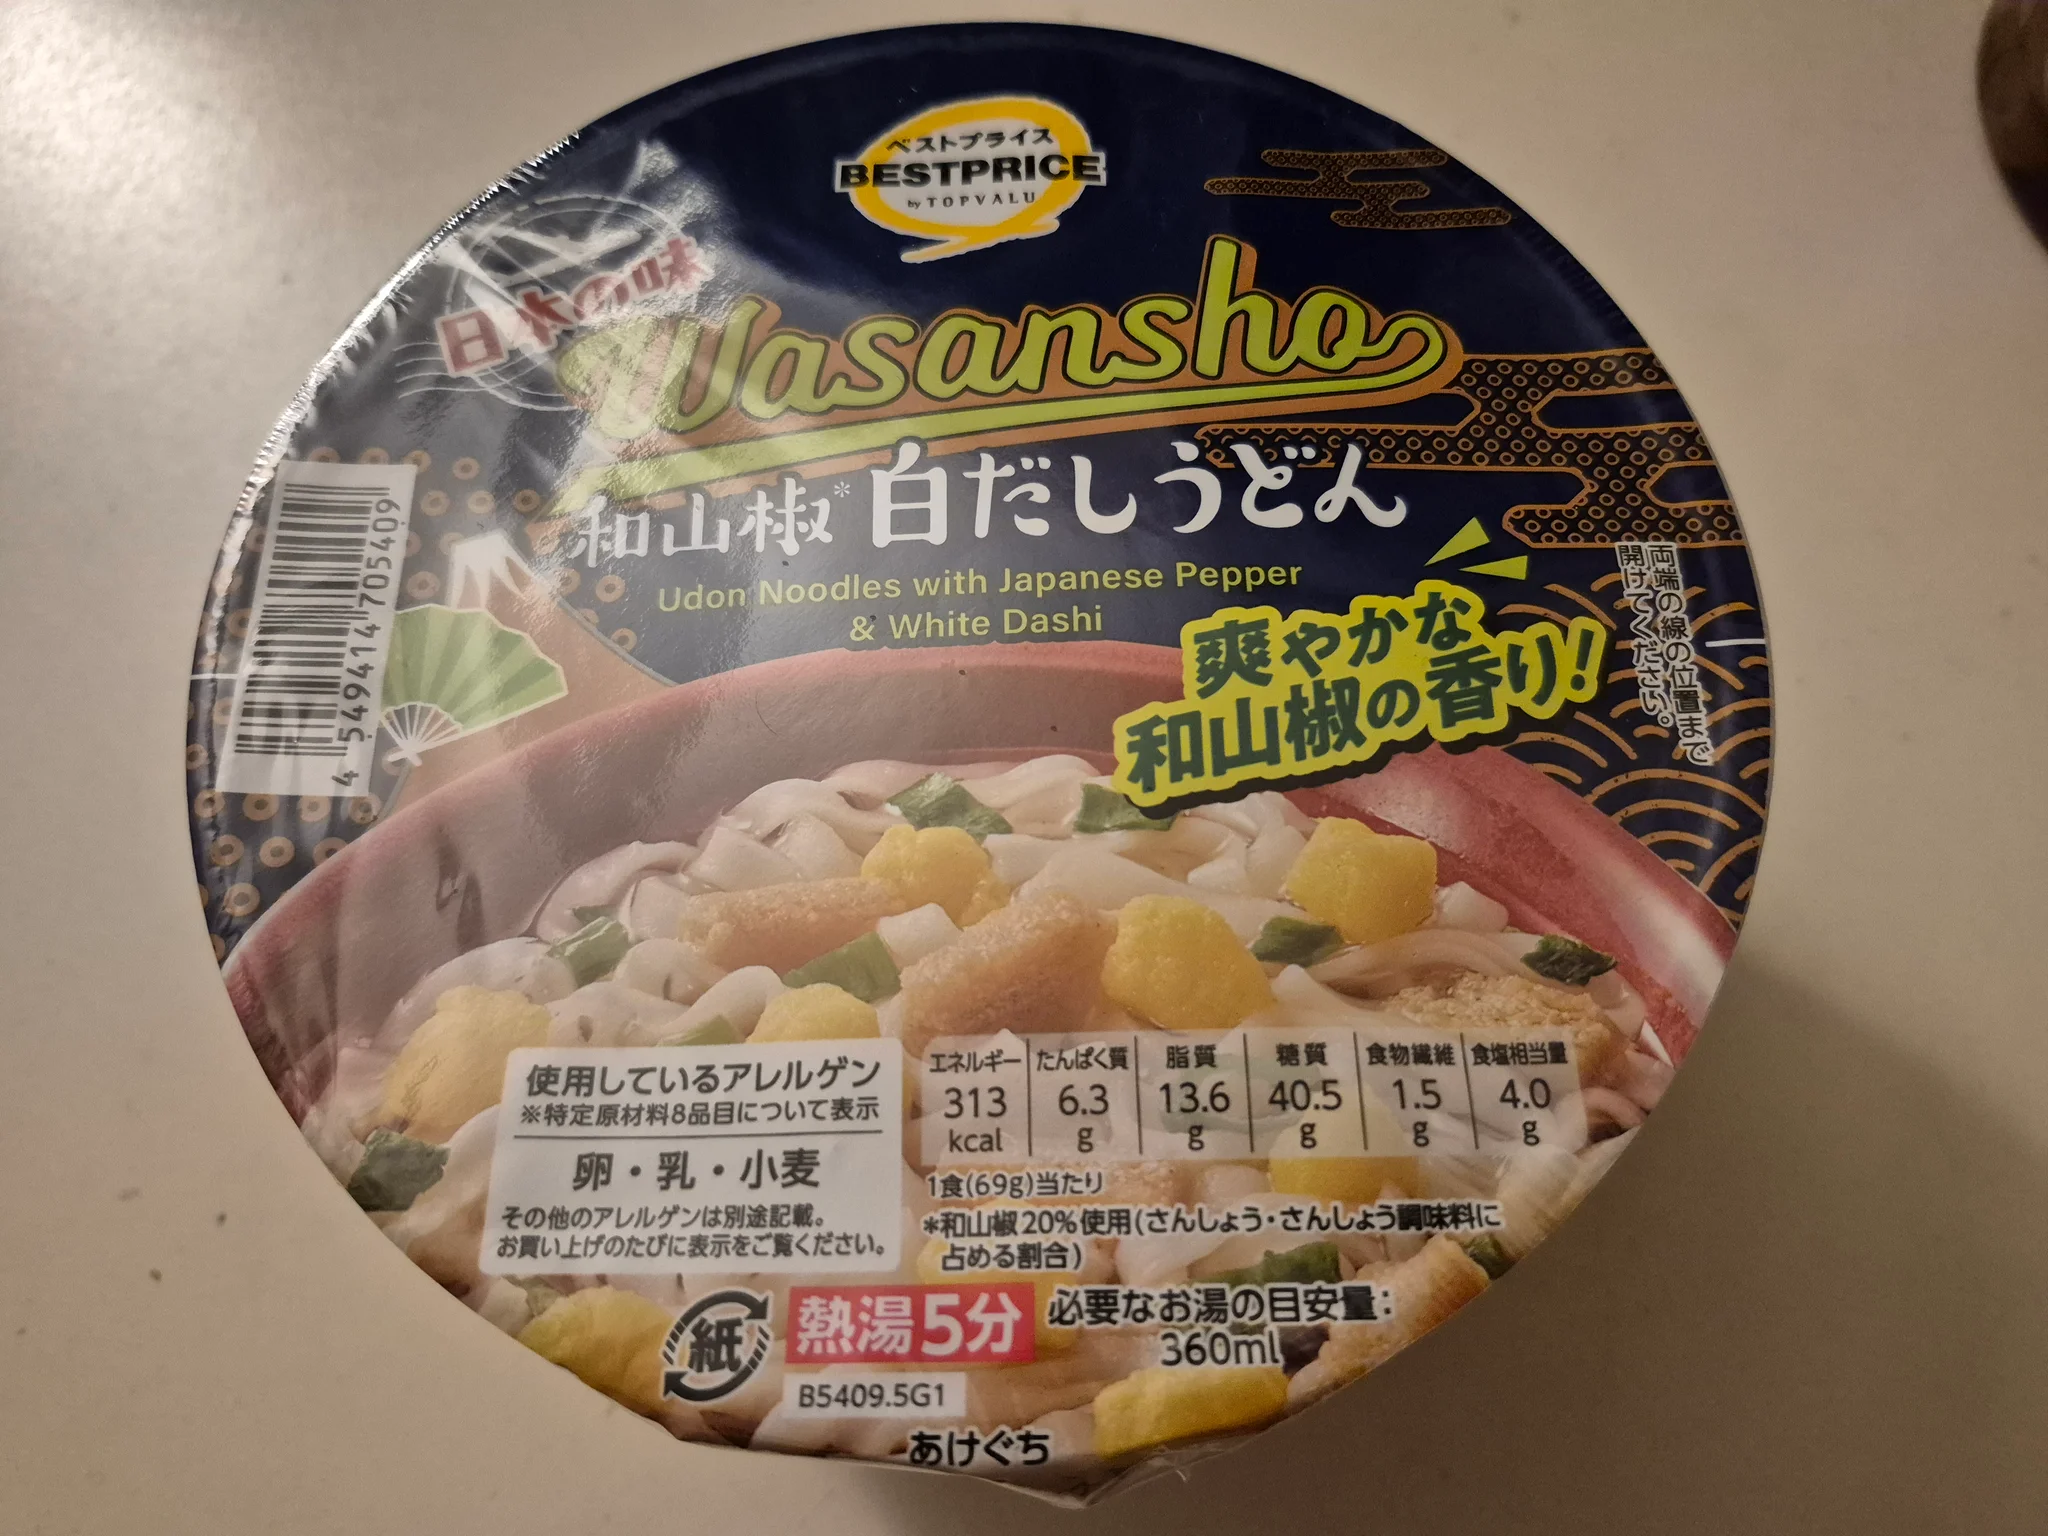 ベストプライス
BESTPRICE
by TOPVALU
日本の味
Wasansho
和山椒* 白だしうどん
Udon Noodles with Japanese Pepper
& White Dashi
爽やかな
和山椒の香り!
両端の線の位置まで
開けてください。
4 549414 705409
使用しているアレルゲン
※特定原材料8品目について表示
卵・乳・小麦
その他のアレルゲンは別途記載。
お買い上げのたびに表示をご覧ください。
エネルギー たんぱく質 脂質 糖質 食物繊維 食塩相当量
313 6.3 13.6 40.5 1.5 4.0
kcal g g g g g
1食(69g)当たり
*和山椒20%使用(さんしょう・さんしょう調味料に
占める割合)
紙
熱湯5分
必要なお湯の目安量:
360ml
B5409.5G1
あけぐち